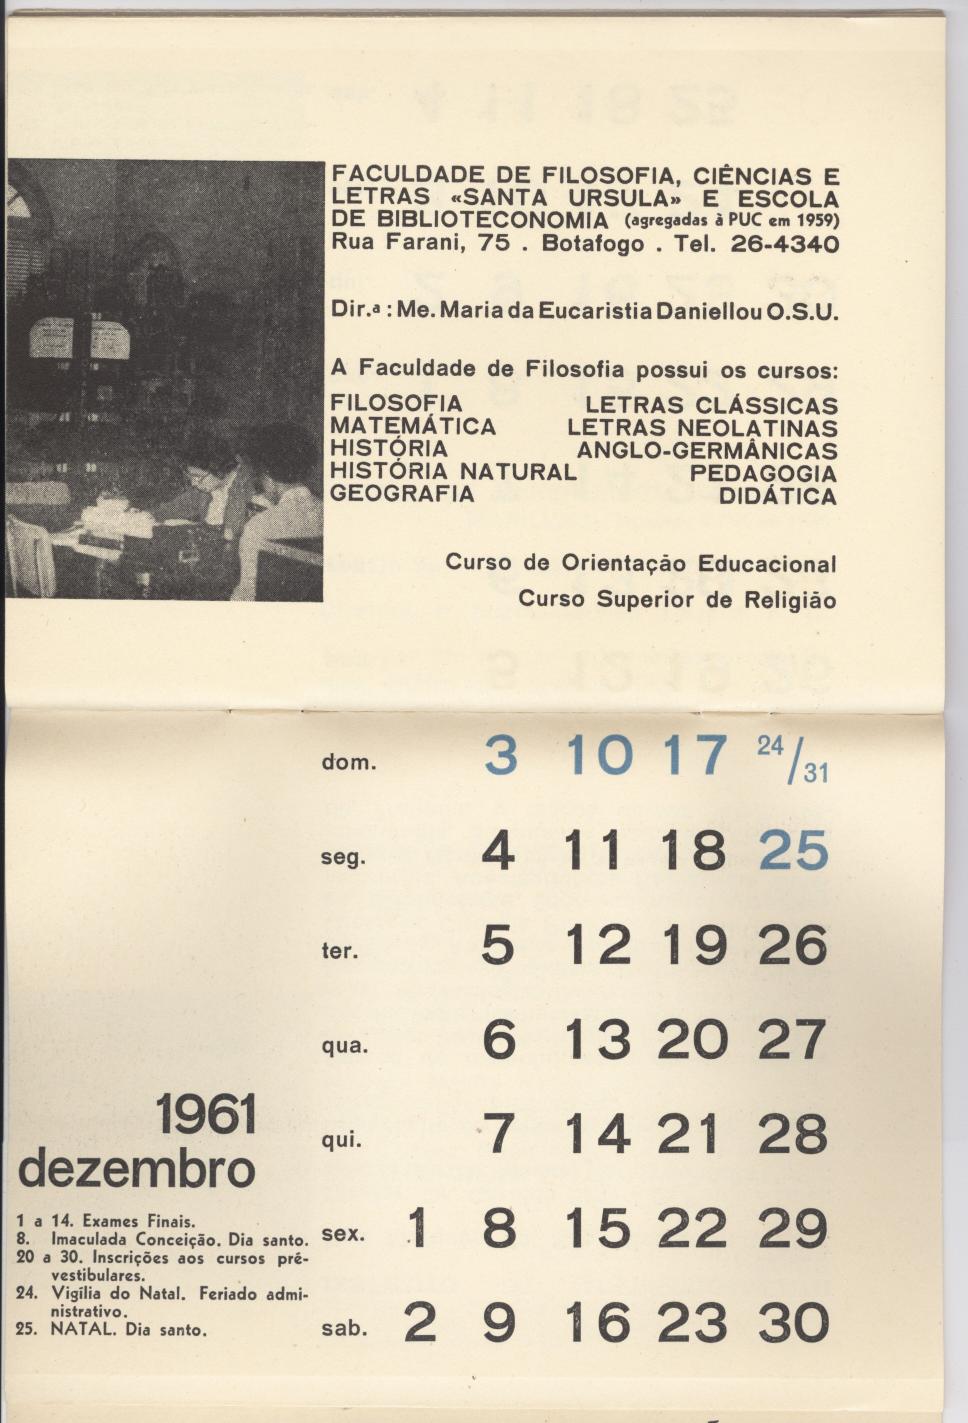 FACULDADE DE FILOSOFIA, CIÊNCIAS E
LETRAS «SANTA URSULA» E ESCOLA
DE BIBLIOTECONOMIA (agregadas à PUC em 1959)
Rua Farani, 75 . Botafogo . Tel. 26-4340
Dir.ª : Me. Maria da Eucaristia Daniellou O.S.U.
A Faculdade de Filosofia possui os cursos:
FILOSOFIA LETRAS CLÁSSICAS
MATEMÁTICA LETRAS NEOLATINAS
HISTÓRIA ANGLO-GERMÂNICAS
HISTÓRIA NATURAL PEDAGOGIA
GEOGRAFIA DIDÁTICA
Curso de Orientação Educacional
Curso Superior de Religião
dom. 3 10 17 24/31
seg. 4 11 18 25
ter. 5 12 19 26
qua. 6 13 20 27
qui. 7 14 21 28
sex. 1 8 15 22 29
sab. 2 9 16 23 30
1961
dezembro
1 a 14. Exames Finais.
8. Imaculada Conceição. Dia santo.
20 a 30. Inscrições aos cursos pré-
vestibulares.
24. Vigília do Natal. Feriado admi-
nistrativo.
25. NATAL. Dia santo.